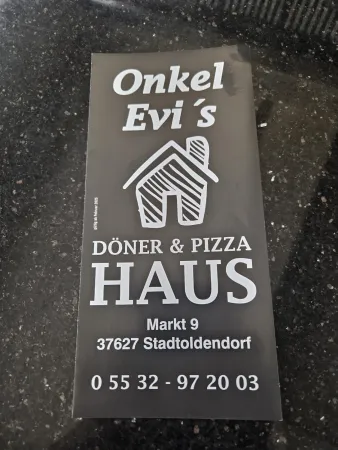 Onkel
Evi´s
DÖNER & PIZZA
HAUS
Markt 9
37627 Stadtoldendorf
0 55 32 - 97 20 03